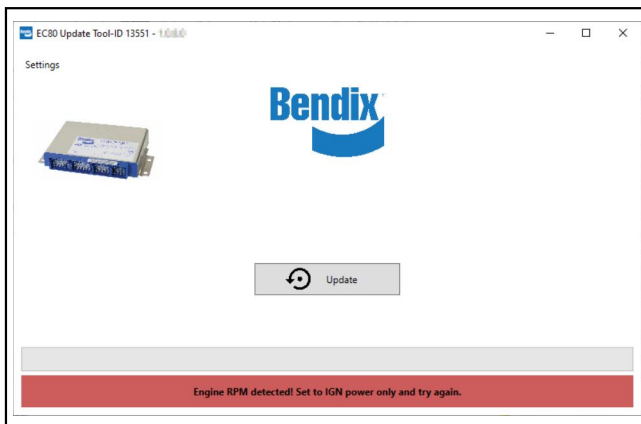 EC80 Update Tool-ID 13551 -
Settings
Bendix
Update
Engine RPM detected! Set to IGN power only and try again.